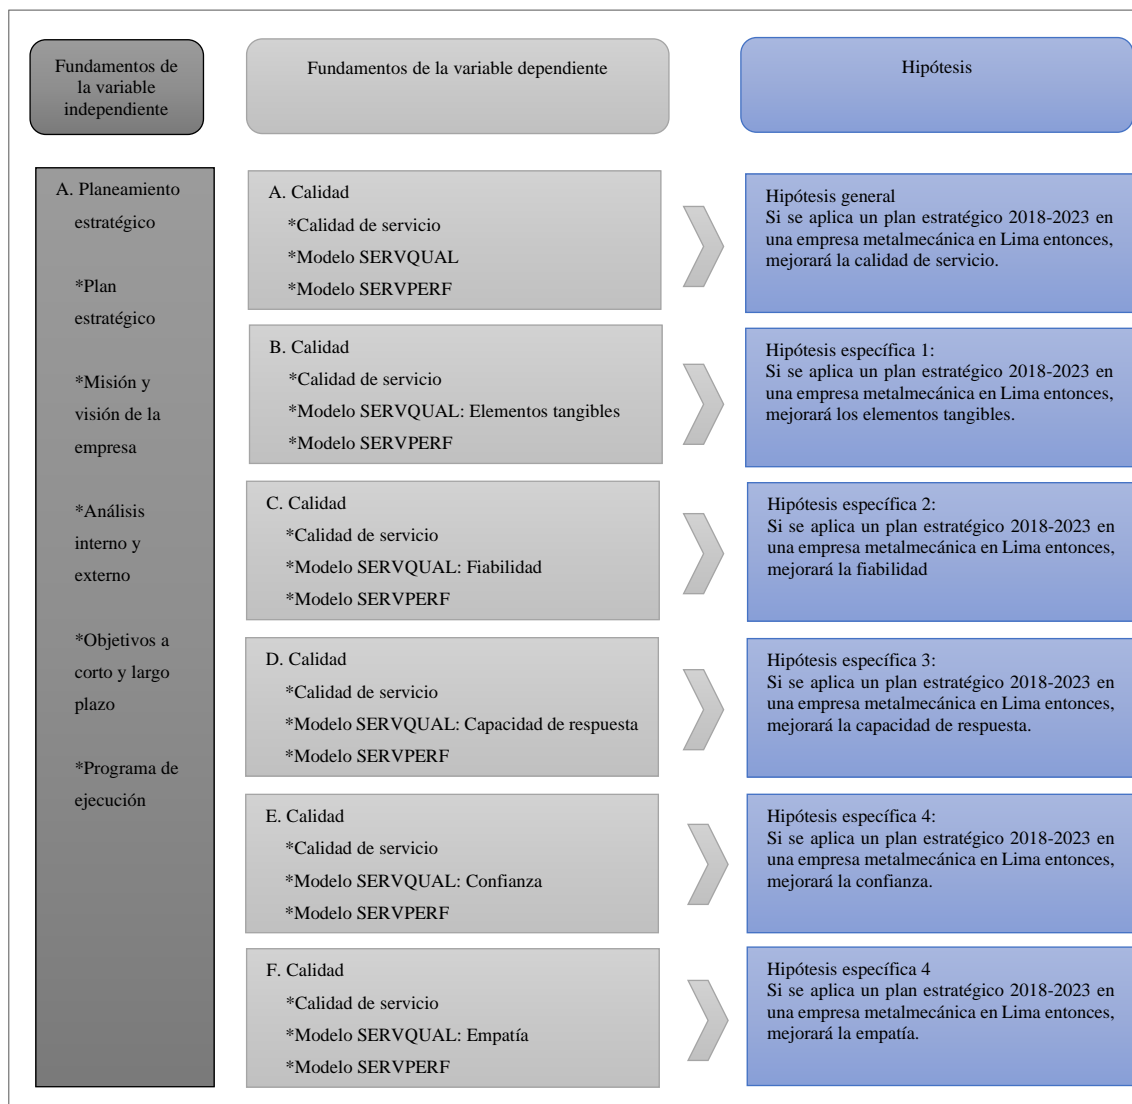 Fundamentos de
la variable
independiente
Fundamentos de la variable dependiente
Hipótesis
A. Planeamiento
estratégico
*Plan
estratégico
*Misión y
visión de la
empresa
*Análisis
interno y
externo
*Objetivos a
corto y largo
plazo
*Programa de
ejecución
A. Calidad
*Calidad de servicio
*Modelo SERVQUAL
*Modelo SERVPERF
Hipótesis general
Si se aplica un plan estratégico 2018-2023 en
una empresa metalmecánica en Lima entonces,
mejorará la calidad de servicio.
B. Calidad
*Calidad de servicio
*Modelo SERVQUAL: Elementos tangibles
*Modelo SERVPERF
Hipótesis específica 1:
Si se aplica un plan estratégico 2018-2023 en
una empresa metalmecánica en Lima entonces,
mejorará los elementos tangibles.
C. Calidad
*Calidad de servicio
*Modelo SERVQUAL: Fiabilidad
*Modelo SERVPERF
Hipótesis específica 2:
Si se aplica un plan estratégico 2018-2023 en
una empresa metalmecánica en Lima entonces,
mejorará la fiabilidad
D. Calidad
*Calidad de servicio
*Modelo SERVQUAL: Capacidad de respuesta
*Modelo SERVPERF
Hipótesis específica 3:
Si se aplica un plan estratégico 2018-2023 en
una empresa metalmecánica en Lima entonces,
mejorará la capacidad de respuesta.
E. Calidad
*Calidad de servicio
*Modelo SERVQUAL: Confianza
*Modelo SERVPERF
Hipótesis específica 4:
Si se aplica un plan estratégico 2018-2023 en
una empresa metalmecánica en Lima entonces,
mejorará la confianza.
F. Calidad
*Calidad de servicio
*Modelo SERVQUAL: Empatía
*Modelo SERVPERF
Hipótesis específica 4
Si se aplica un plan estratégico 2018-2023 en
una empresa metalmecánica en Lima entonces,
mejorará la empatía.